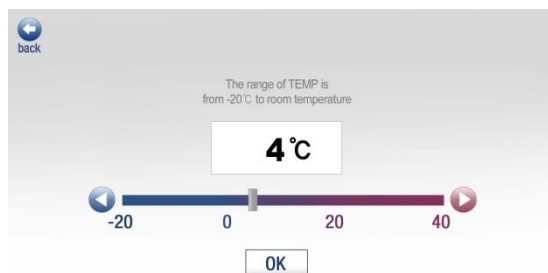 back
The range of TEMP is
from -20℃ to room temperature
4℃
-20 0 20 40
OK